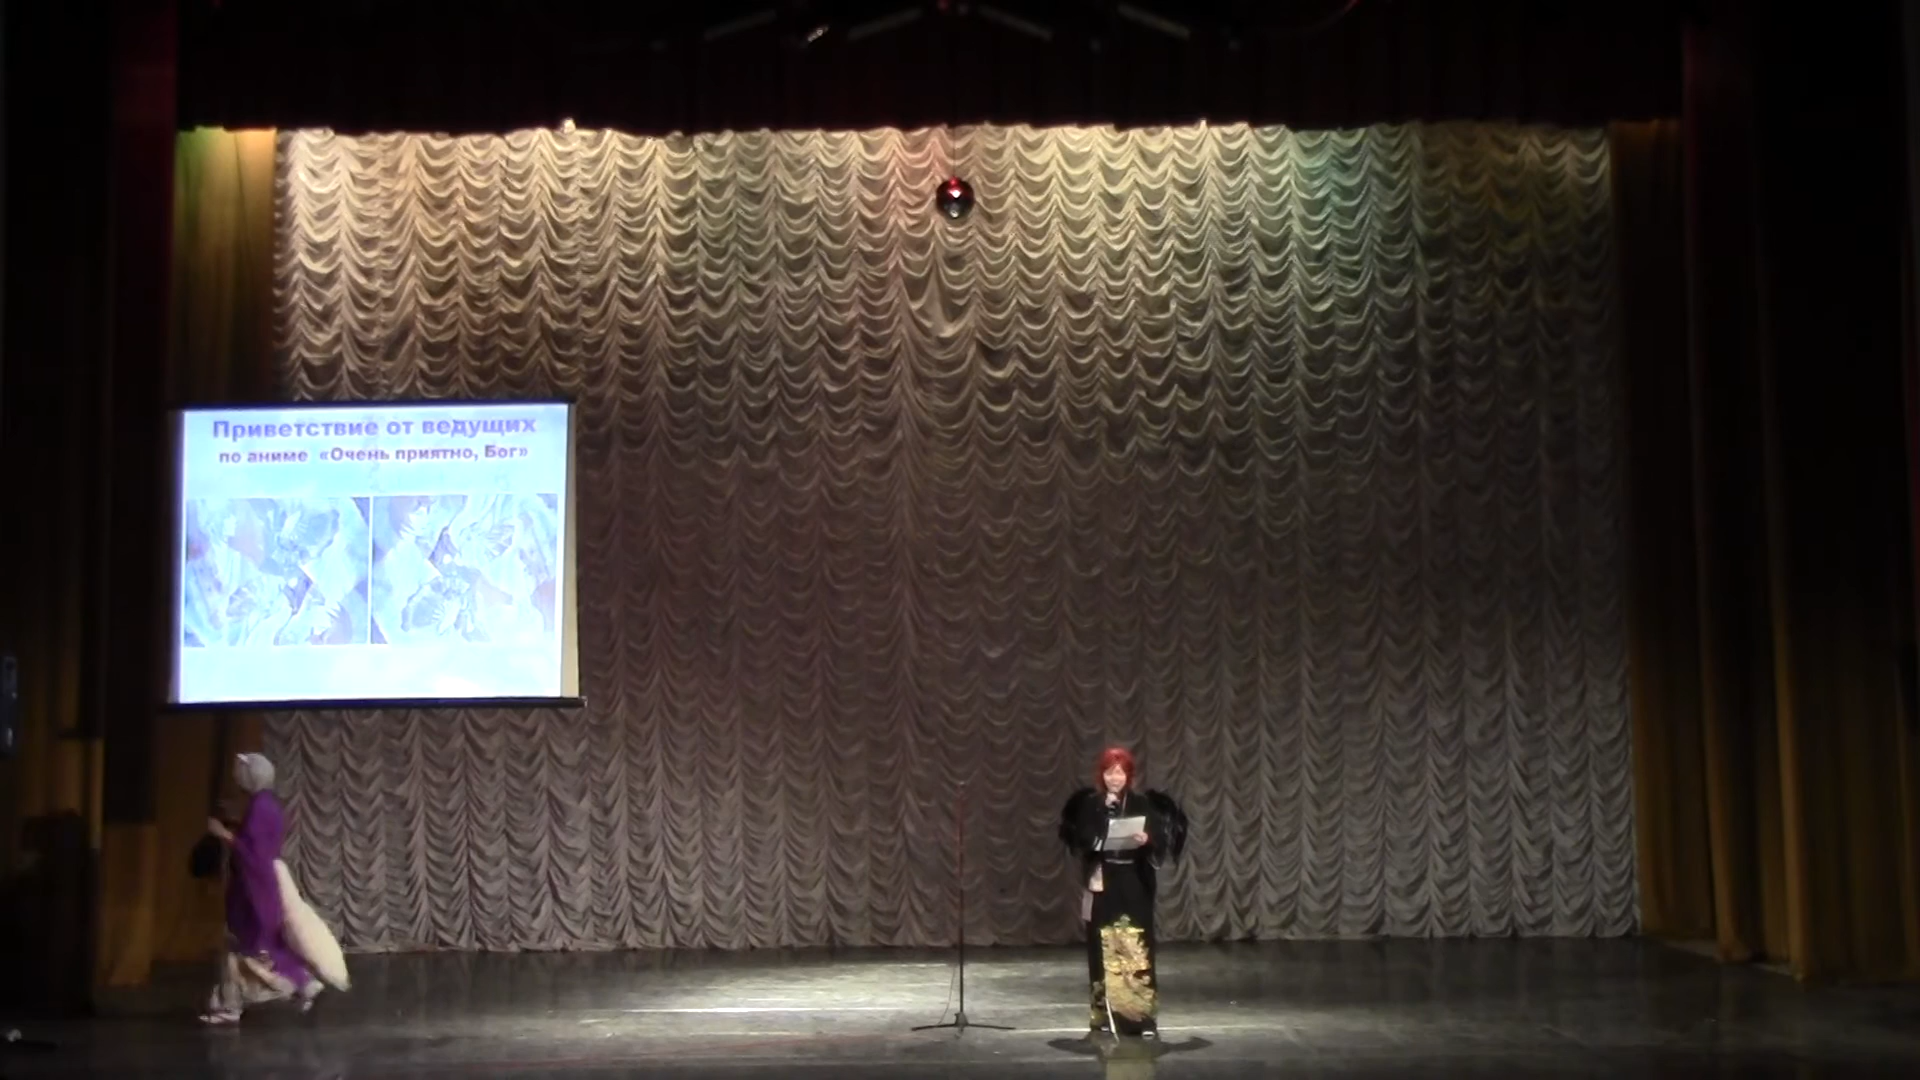 Приветствие от ведущих
по аниме «Очень приятно, Бог»